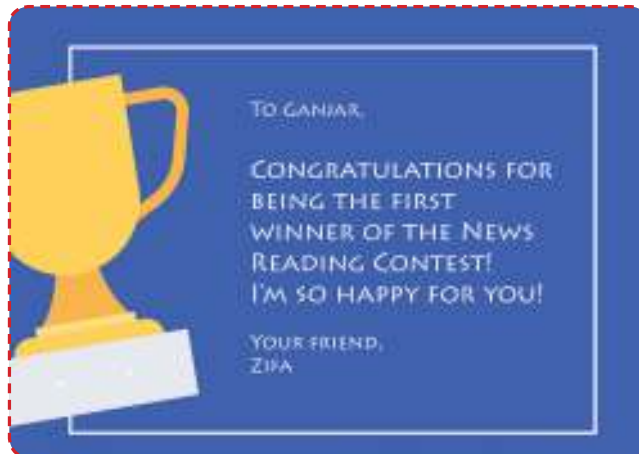 To Ganjar,
Congratulations for
being the first
winner of the News
Reading Contest!
I'm so happy for you!
Your friend,
Zifa